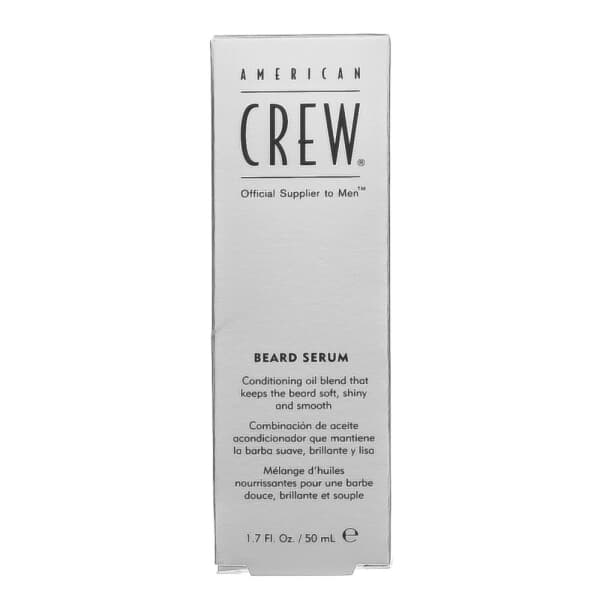 AMERICAN
CREW®
Official Supplier to Men™
BEARD SERUM
Conditioning oil blend that
keeps the beard soft, shiny
and smooth
Combinación de aceite
acondicionador que mantiene
la barba suave, brillante y lisa
Mélange d'huiles
nourrissantes pour une barbe
douce, brillante et souple
1.7 Fl. Oz. / 50 mL ℮